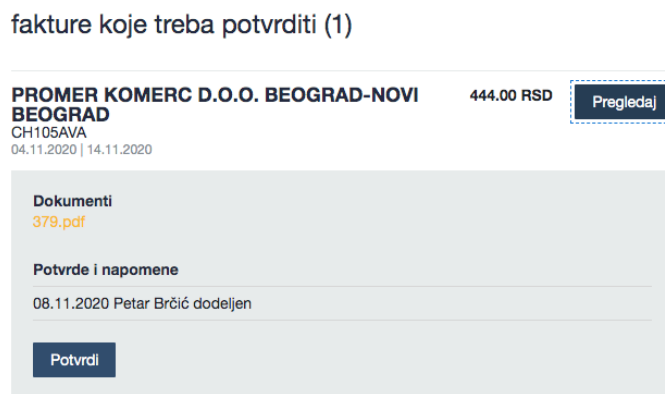 fakture koje treba potvrditi (1)
PROMER KOMERC D.O.O. BEOGRAD-NOVI BEOGRAD
444.00 RSD
Pregledaj
CH105AVA
04.11.2020 | 14.11.2020
Dokumenti
379.pdf
Potvrde i napomene
08.11.2020 Petar Brčić dodeljen
Potvrdi